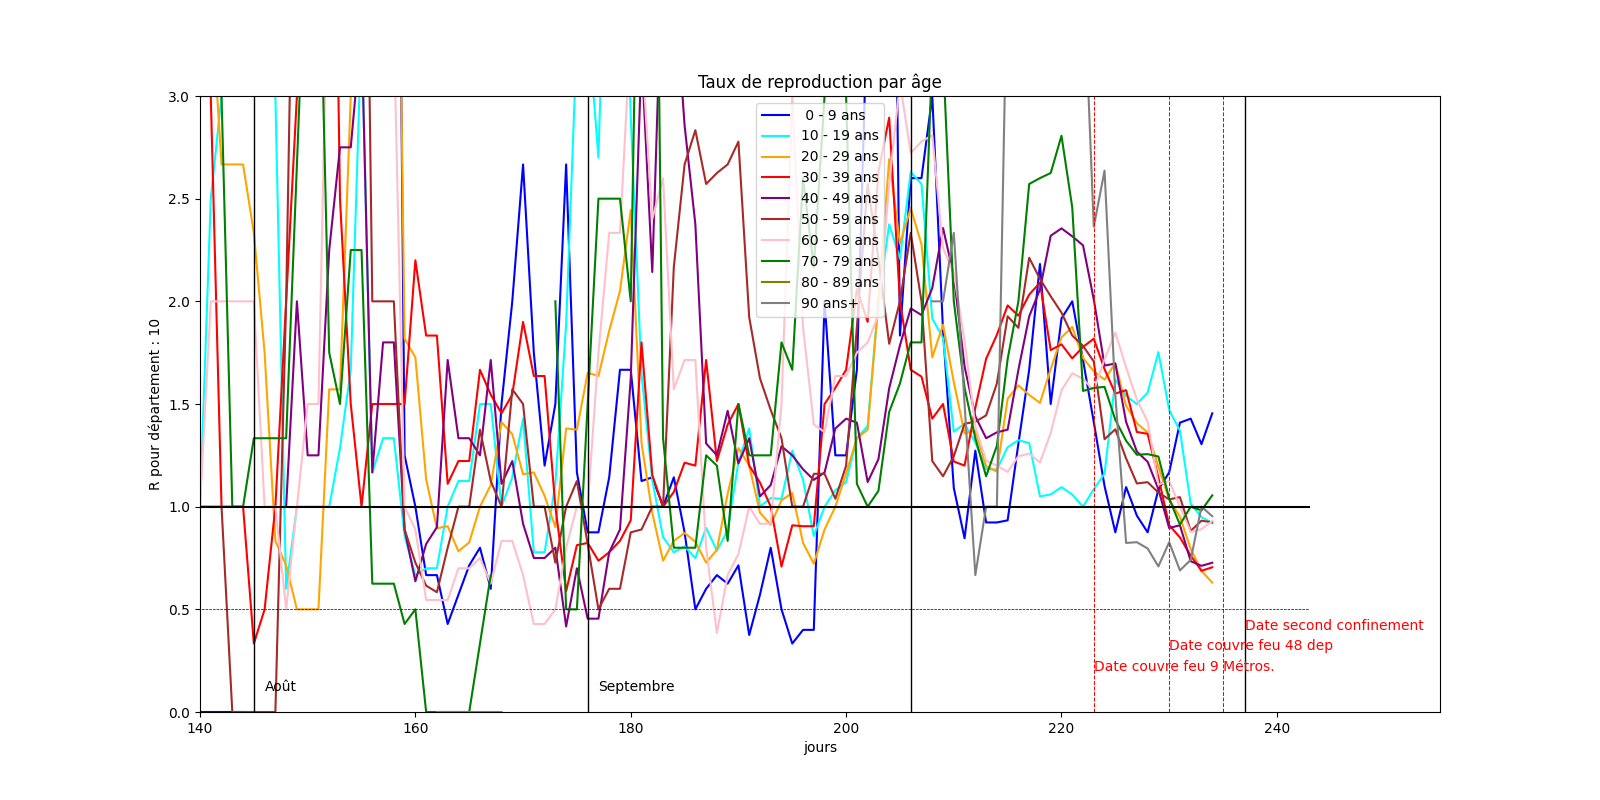 Taux de reproduction par âge
R pour département : 10
3.0
2.5
2.0
1.5
1.0
0.5
0.0
0 - 9 ans
10 - 19 ans
20 - 29 ans
30 - 39 ans
40 - 49 ans
50 - 59 ans
60 - 69 ans
70 - 79 ans
80 - 89 ans
90 ans+
Date second confinement
Date couvre feu 48 dep
Date couvre feu 9 Métros.
Août
Septembre
140
160
180
200
220
240
jours